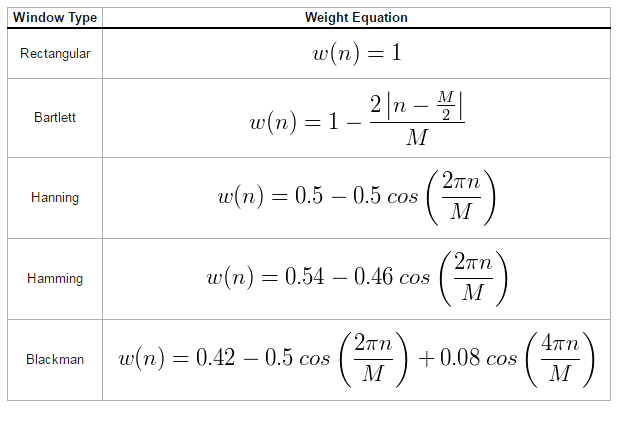 Window Type Weight Equation
Rectangular w(n) = 1
Bartlett w(n) = 1 − 2|n − M/2| / M
Hanning w(n) = 0.5 − 0.5 cos(2πn / M)
Hamming w(n) = 0.54 − 0.46 cos(2πn / M)
Blackman w(n) = 0.42 − 0.5 cos(2πn / M) + 0.08 cos(4πn / M)